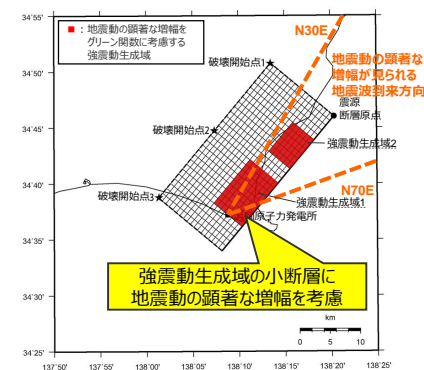 ■ : 地震動の顕著な増幅を
グリーン関数に考慮する
強震動生成域
N30E
地震動の顕著な
増幅が見られる
地震波到来方向
破壊開始点1
震源
断層原点
破壊開始点2
強震動生成域2
破壊開始点3
強震動生成域1
N70E
原子力発電所
強震動生成域の小断層に
地震動の顕著な増幅を考慮
km
0 5 10
34˚55'
34˚50'
34˚45'
34˚40'
34˚35'
34˚30'
34˚25'
137˚50' 137˚55' 138˚00' 138˚05' 138˚10' 138˚15' 138˚20' 138˚25'